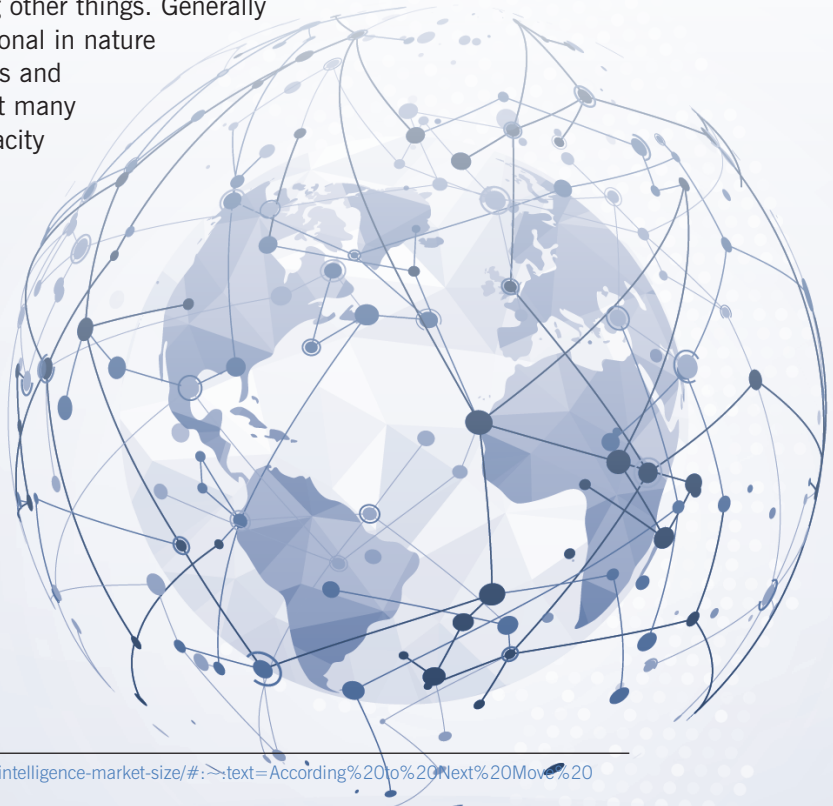 other things. Generally
onal in nature
s and
many
acity
intelligence-market-size/#:~:text=According%20to%20Next%20Move%20